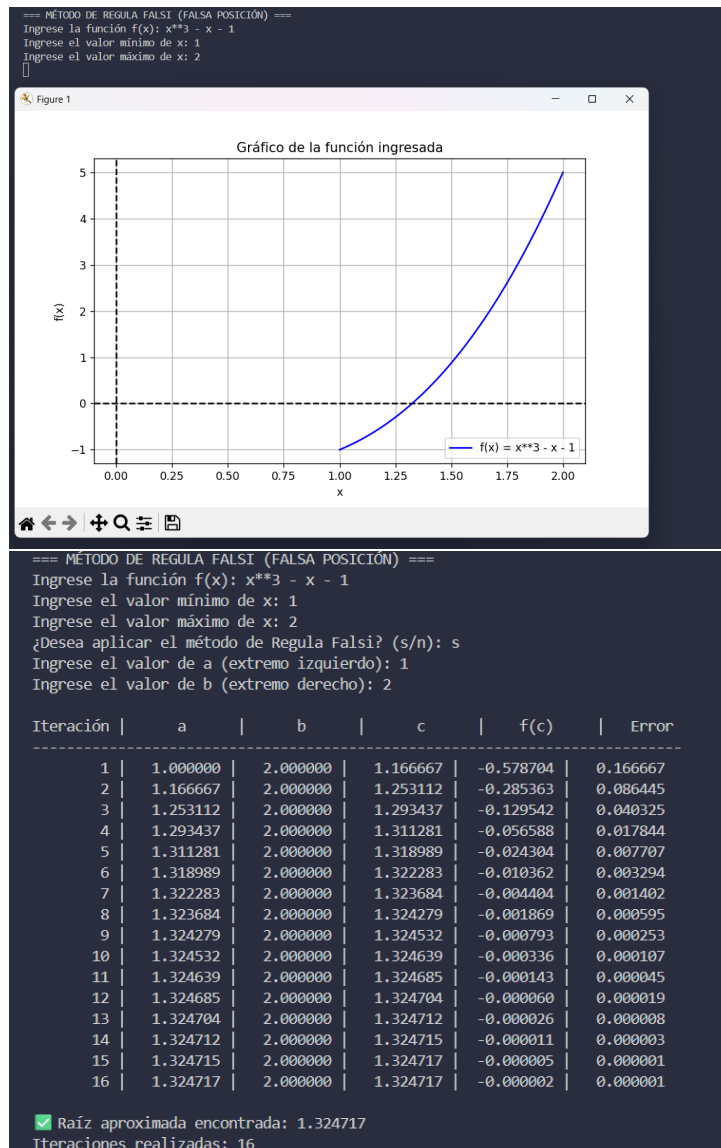 === MÉTODO DE REGULA FALSI (FALSA POSICIÓN) ===
Ingrese la función f(x): x**3 - x - 1
Ingrese el valor mínimo de x: 1
Ingrese el valor máximo de x: 2
Figure 1
Gráfico de la función ingresada
5
4
3
2
1
0
−1
f(x)
f(x) = x**3 - x - 1
0.00 0.25 0.50 0.75 1.00 1.25 1.50 1.75 2.00
x
=== MÉTODO DE REGULA FALSI (FALSA POSICIÓN) ===
Ingrese la función f(x): x**3 - x - 1
Ingrese el valor mínimo de x: 1
Ingrese el valor máximo de x: 2
¿Desea aplicar el método de Regula Falsi? (s/n): s
Ingrese el valor de a (extremo izquierdo): 1
Ingrese el valor de b (extremo derecho): 2
Iteración | a | b | c | f(c) | Error
---------------------------------------------------------------------------
1 | 1.000000 | 2.000000 | 1.166667 | -0.578704 | 0.166667
2 | 1.166667 | 2.000000 | 1.253112 | -0.285363 | 0.086445
3 | 1.253112 | 2.000000 | 1.293437 | -0.129542 | 0.040325
4 | 1.293437 | 2.000000 | 1.311281 | -0.056588 | 0.017844
5 | 1.311281 | 2.000000 | 1.318989 | -0.024304 | 0.007707
6 | 1.318989 | 2.000000 | 1.322283 | -0.010362 | 0.003294
7 | 1.322283 | 2.000000 | 1.323684 | -0.004404 | 0.001402
8 | 1.323684 | 2.000000 | 1.324279 | -0.001869 | 0.000595
9 | 1.324279 | 2.000000 | 1.324532 | -0.000793 | 0.000253
10 | 1.324532 | 2.000000 | 1.324639 | -0.000336 | 0.000107
11 | 1.324639 | 2.000000 | 1.324685 | -0.000143 | 0.000045
12 | 1.324685 | 2.000000 | 1.324704 | -0.000060 | 0.000019
13 | 1.324704 | 2.000000 | 1.324712 | -0.000026 | 0.000008
14 | 1.324712 | 2.000000 | 1.324715 | -0.000011 | 0.000003
15 | 1.324715 | 2.000000 | 1.324717 | -0.000005 | 0.000001
16 | 1.324717 | 2.000000 | 1.324717 | -0.000002 | 0.000001
✅ Raíz aproximada encontrada: 1.324717
Iteraciones realizadas: 16